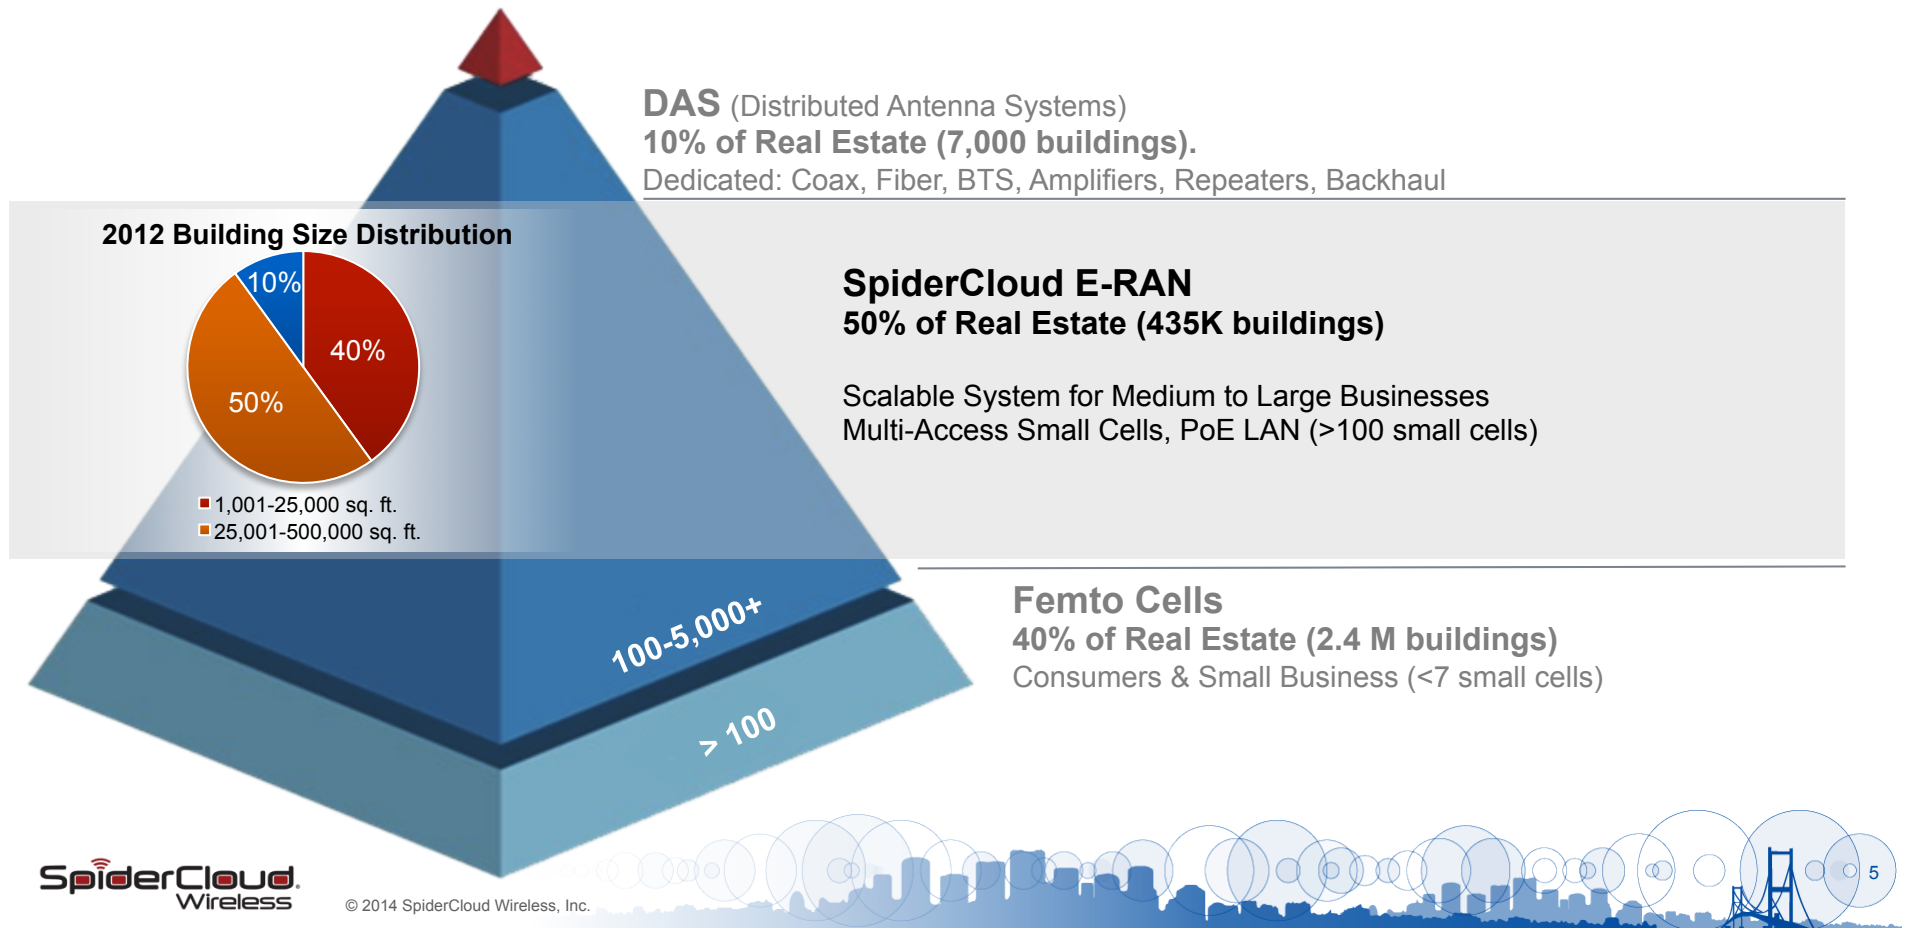 DAS (Distributed Antenna Systems)
10% of Real Estate (7,000 buildings).
Dedicated: Coax, Fiber, BTS, Amplifiers, Repeaters, Backhaul
2012 Building Size Distribution
10%
40%
50%
1,001-25,000 sq. ft.
25,001-500,000 sq. ft.
SpiderCloud E-RAN
50% of Real Estate (435K buildings)
Scalable System for Medium to Large Businesses
Multi-Access Small Cells, PoE LAN (>100 small cells)
100-5,000+
> 100
Femto Cells
40% of Real Estate (2.4 M buildings)
Consumers & Small Business (<7 small cells)
SpiderCloud.
Wireless
© 2014 SpiderCloud Wireless, Inc.
5